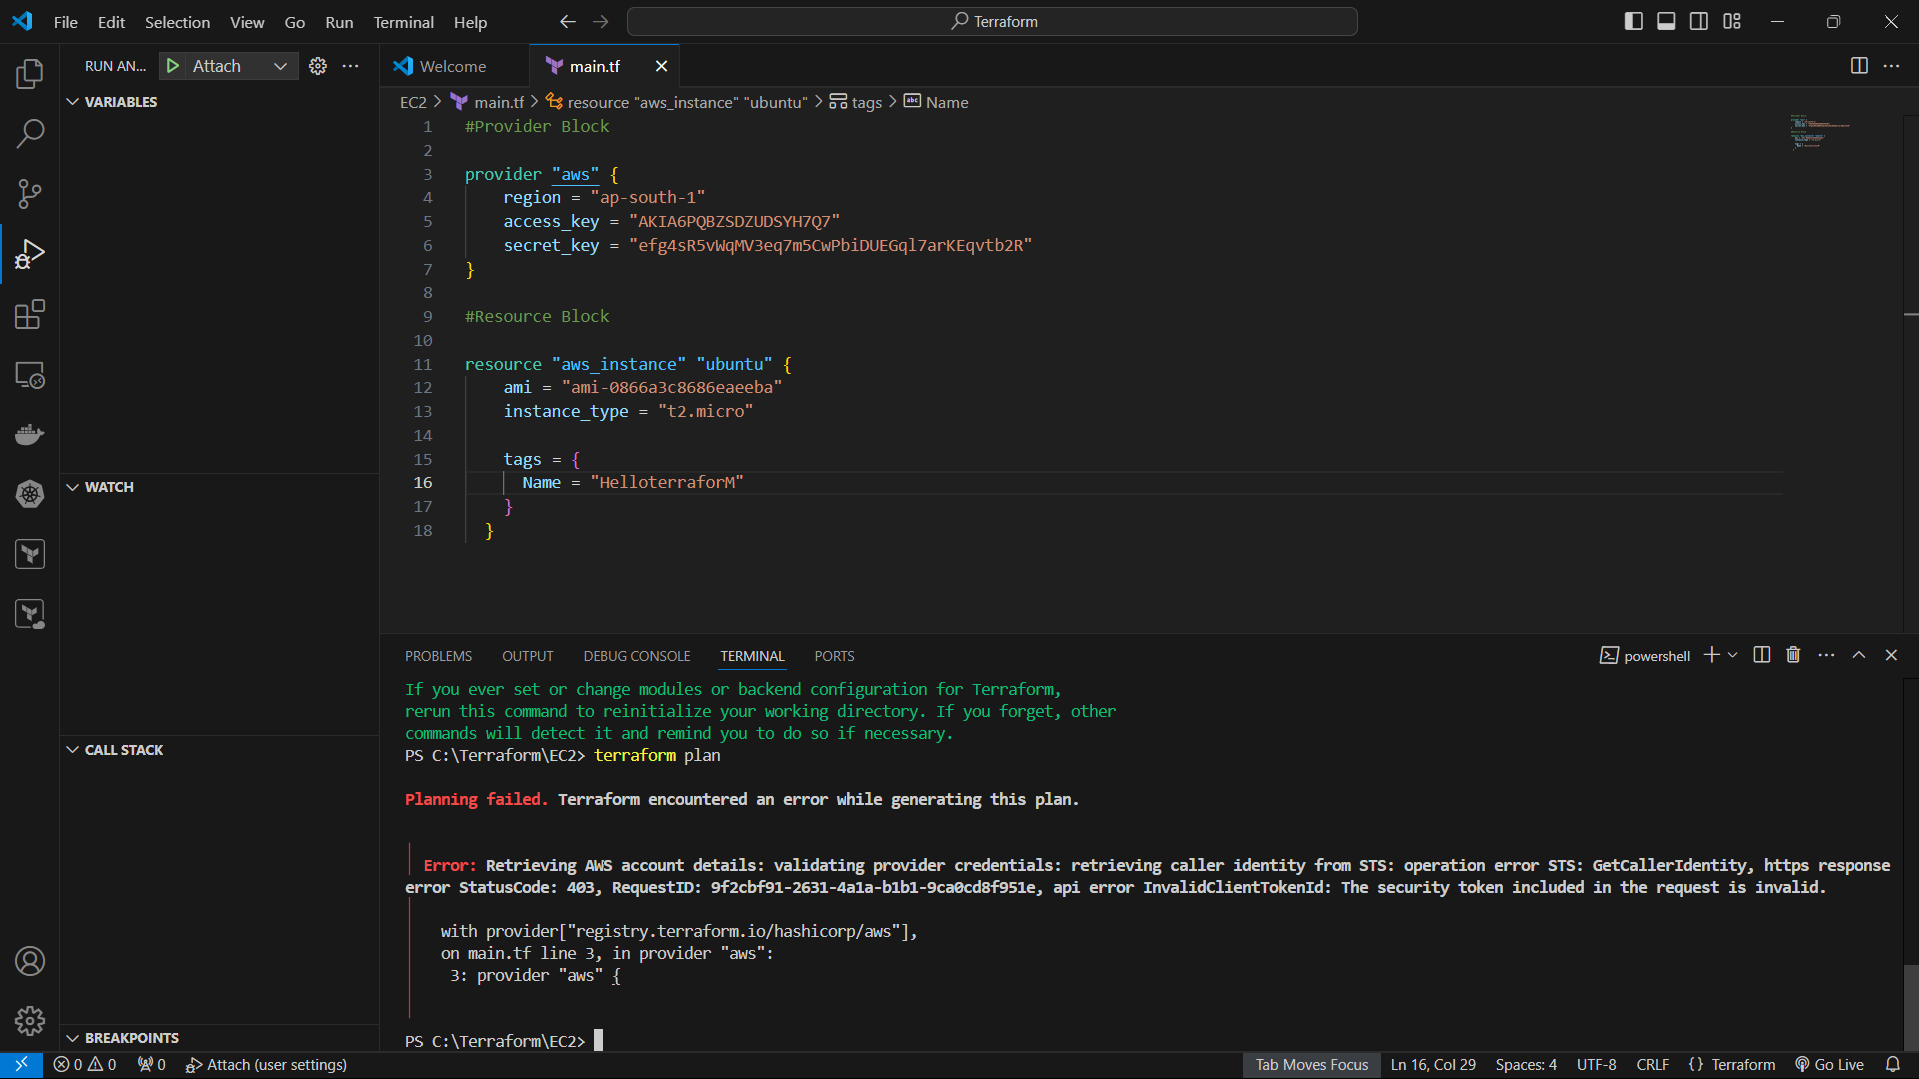 File Edit Selection View Go Run Terminal Help
Terraform
RUN AN... Attach
Welcome
main.tf
VARIABLES
WATCH
CALL STACK
BREAKPOINTS
EC2 > main.tf > resource "aws_instance" "ubuntu" > tags > Name
1 #Provider Block
2
3 provider "aws" {
4 region = "ap-south-1"
5 access_key = "AKIA6PQBZSDZUDSYH7Q7"
6 secret_key = "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"
7 }
8
9 #Resource Block
10
11 resource "aws_instance" "ubuntu" {
12 ami = "ami-0866a3c8686eaeeba"
13 instance_type = "t2.micro"
14
15 tags = {
16 Name = "HelloterraforM"
17 }
18 }
PROBLEMS OUTPUT DEBUG CONSOLE TERMINAL PORTS
powershell
If you ever set or change modules or backend configuration for Terraform,
rerun this command to reinitialize your working directory. If you forget, other
commands will detect it and remind you to do so if necessary.
PS C:\Terraform\EC2> terraform plan
Planning failed. Terraform encountered an error while generating this plan.
Error: Retrieving AWS account details: validating provider credentials: retrieving caller identity from STS: operation error STS: GetCallerIdentity, https response
error StatusCode: 403, RequestID: 9f2cbf91-2631-4a1a-b1b1-9ca0cd8f951e, api error InvalidClientTokenId: The security token included in the request is invalid.
with provider["registry.terraform.io/hashicorp/aws"],
on main.tf line 3, in provider "aws":
3: provider "aws" {
PS C:\Terraform\EC2>
0 0 0 Attach (user settings)
Tab Moves Focus Ln 16, Col 29 Spaces: 4 UTF-8 CRLF {} Terraform Go Live